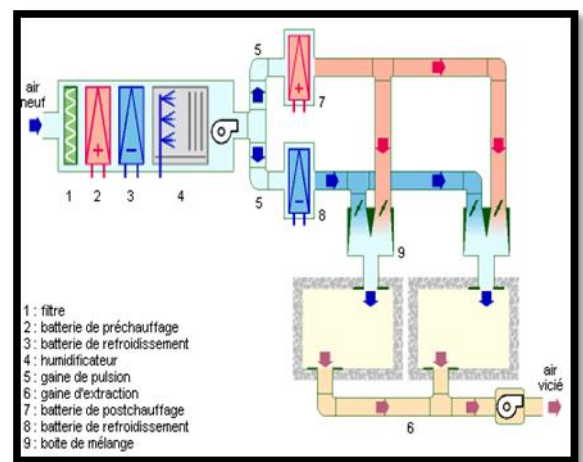 air
neuf
+
−
1
2
3
4
5
5
+
7
−
8
9
1 : filtre
2 : batterie de préchauffage
3 : batterie de refroidissement
4 : humidificateur
5 : gaine de pulsion
6 : gaine d'extraction
7 : batterie de postchauffage
8 : batterie de refroidissement
9 : boite de mélange
6
air
vicié